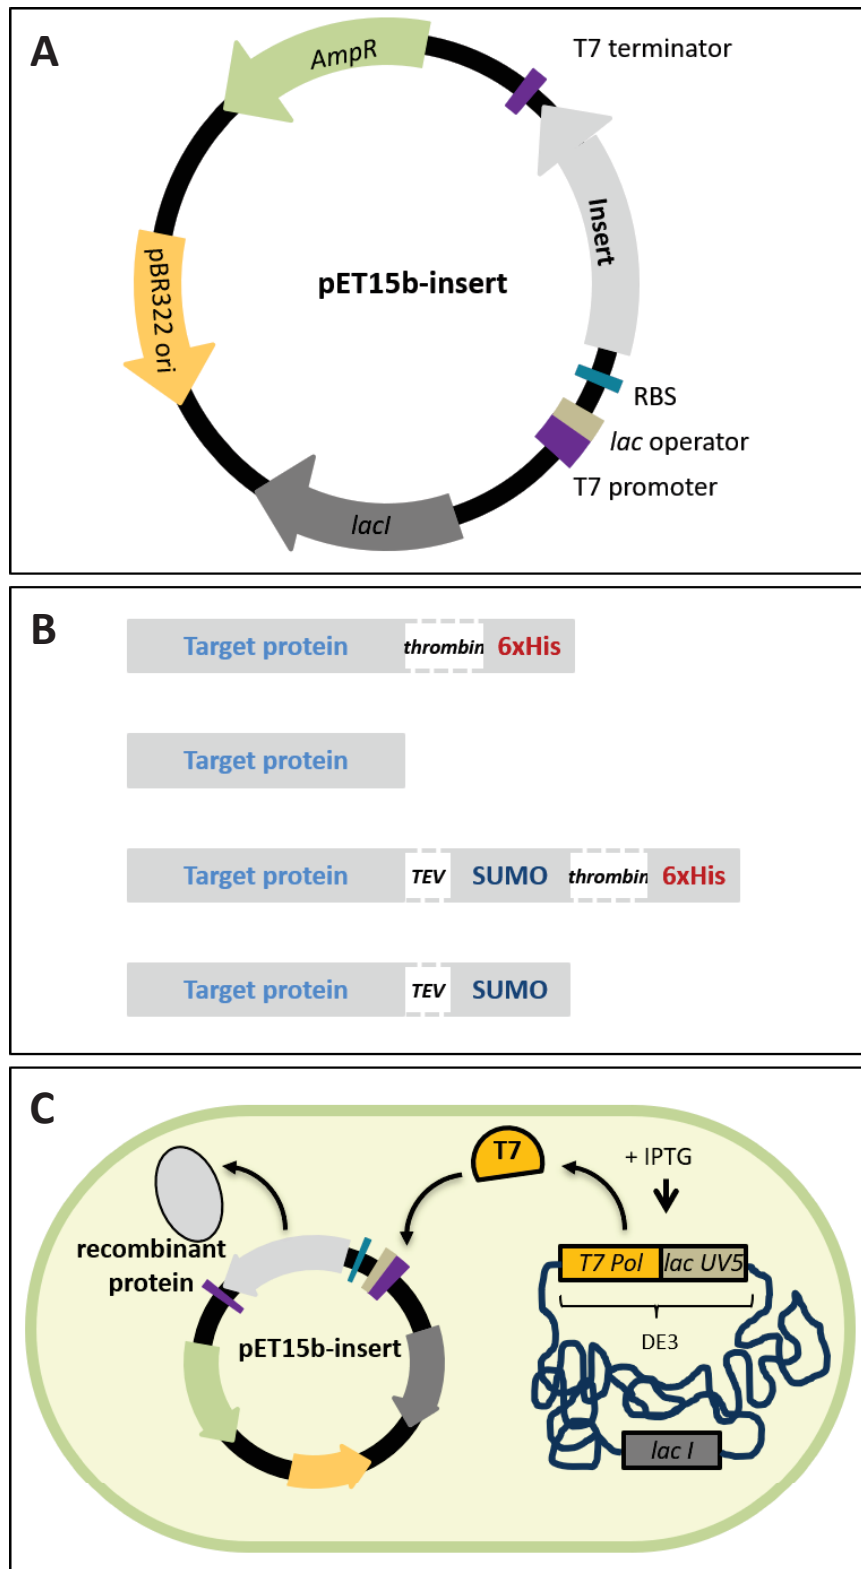 A
AmpR
T7 terminator
Insert
pBR322 ori
pET15b-insert
RBS
lac operator
T7 promoter
lacI
B
Target protein thrombin 6xHis
Target protein
Target protein TEV SUMO thrombin 6xHis
Target protein TEV SUMO
C
T7
+ IPTG
recombinant
protein
T7 Pol lac UV5
DE3
pET15b-insert
lac I